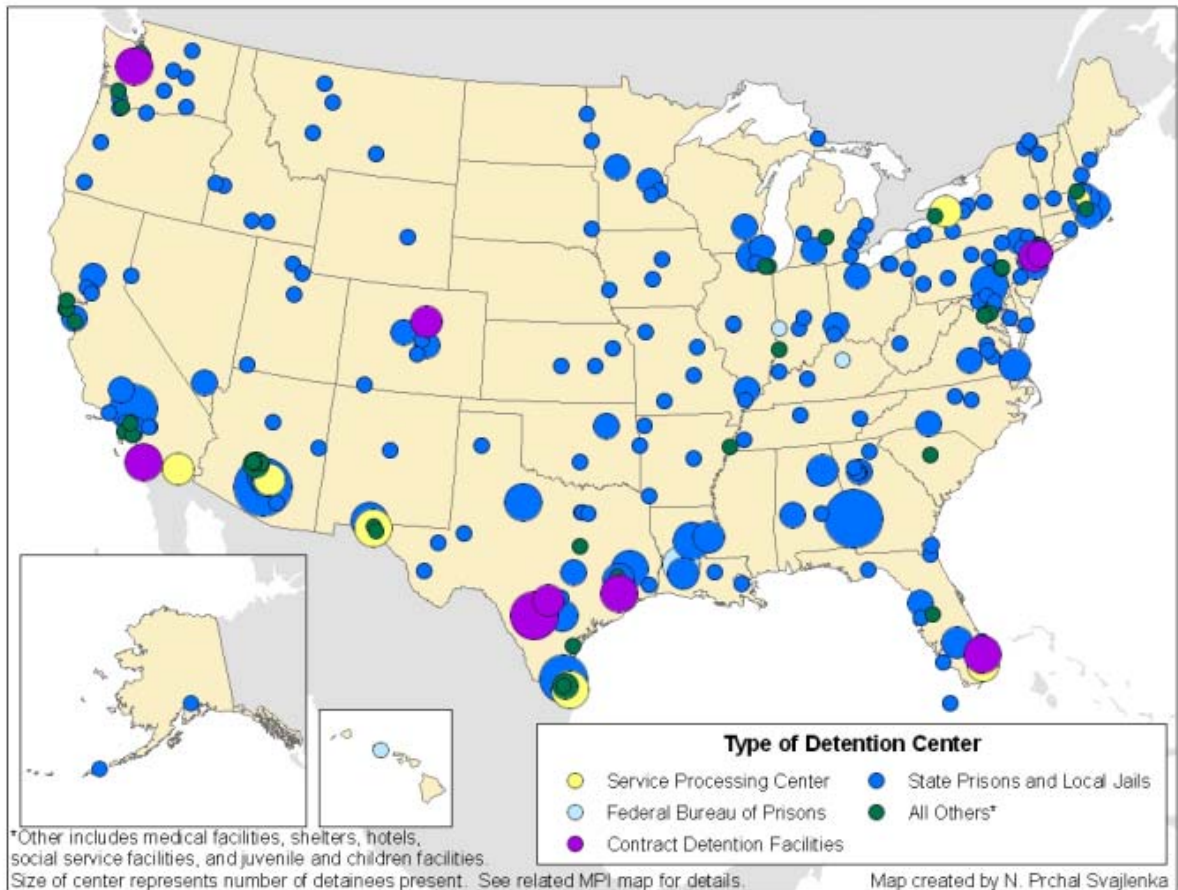 Type of Detention Center
Service Processing Center
State Prisons and Local Jails
Federal Bureau of Prisons
All Others*
Contract Detention Facilities
*Other includes medical facilities, shelters, hotels,
social service facilities, and juvenile and children facilities.
Size of center represents number of detainees present. See related MPI map for details.
Map created by N. Prchal Svajlenka